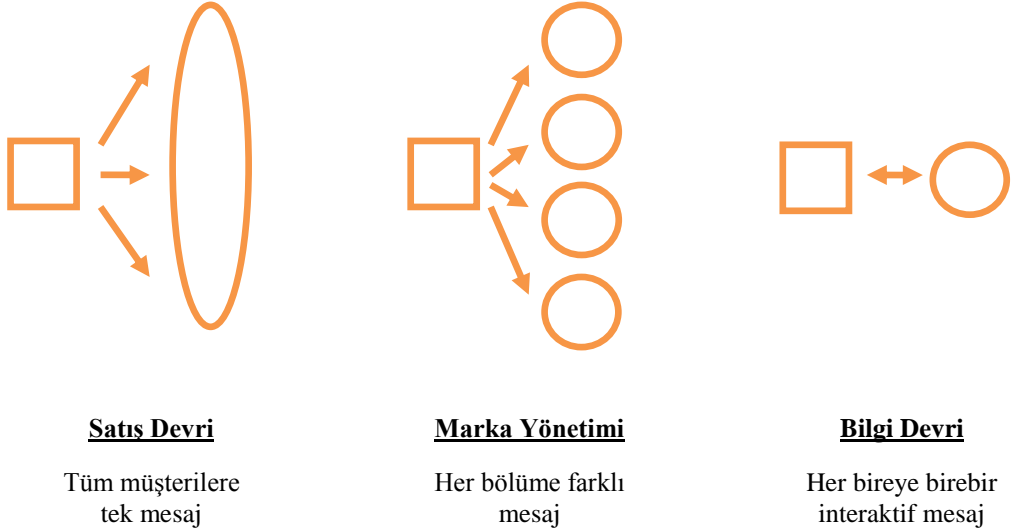 Satış Devri
Tüm müşterilere
tek mesaj
Marka Yönetimi
Her bölüme farklı
mesaj
Bilgi Devri
Her bireye birebir
interaktif mesaj